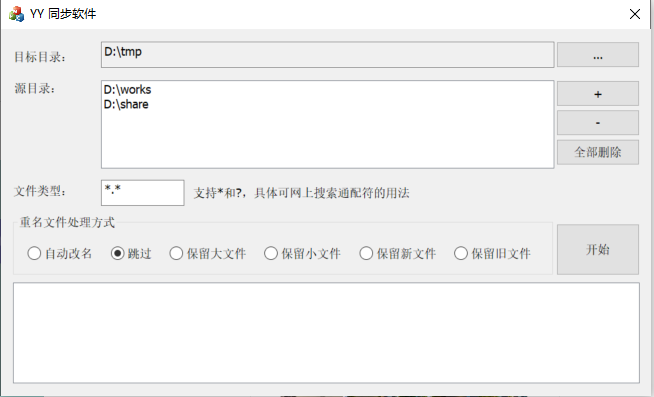 YY 同步软件
目标目录: D:\tmp ...
源目录: D:\works +
D:\share -
全部删除
文件类型: *.* 支持*和?，具体可网上搜索通配符的用法
重名文件处理方式
自动改名 跳过 保留大文件 保留小文件 保留新文件 保留旧文件 开始